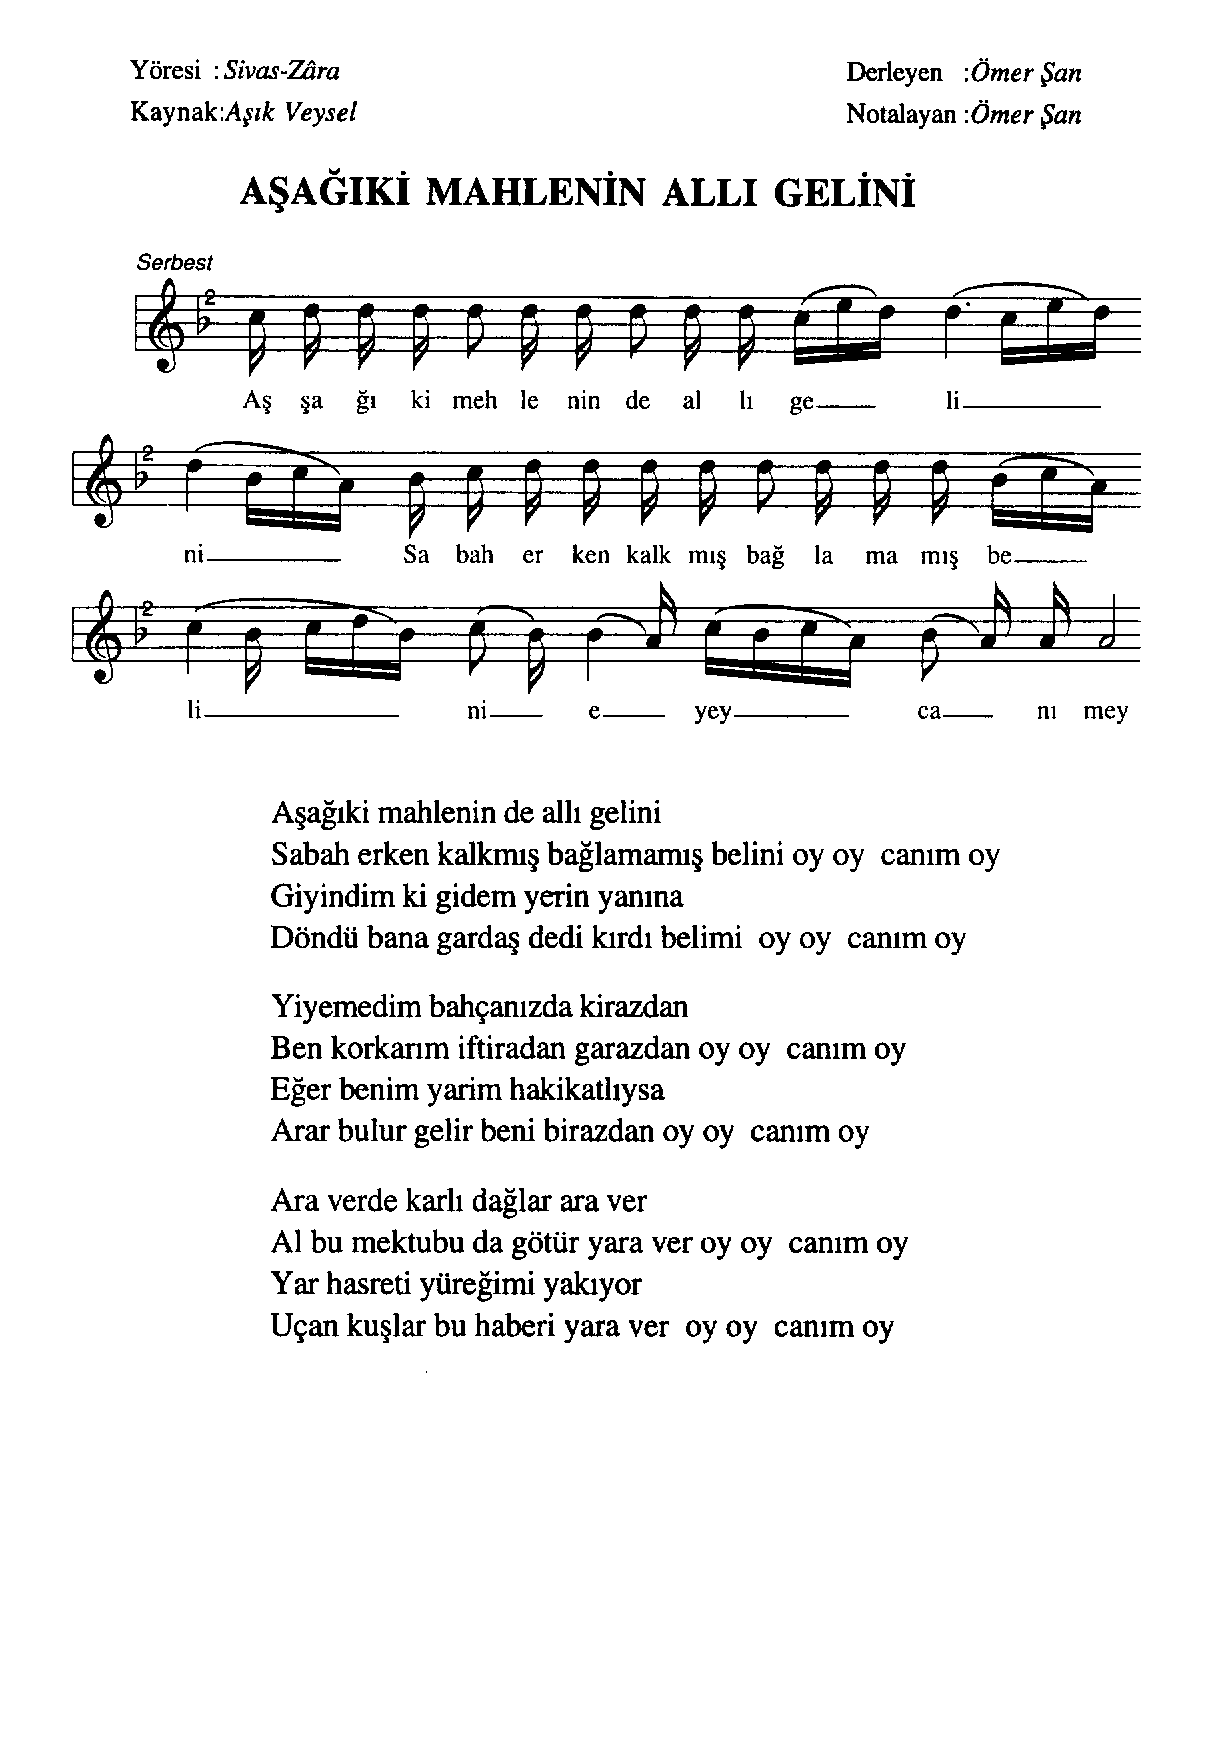 Yöresi : Sivas-Zâra
Derleyen : Ömer Şan
Kaynak: Aşık Veysel
Notalayan : Ömer Şan
AŞAĞIKİ MAHLENİN ALLI GELİNİ
Serbest
2
Aş şa ğı ki meh le nin de al lı ge li
2
ni Sa bah er ken kalk mış bağ la ma mış be
2
li ni e yey ca nı mey
Aşağıki mahlenin de allı gelini
Sabah erken kalkmış bağlamamış belini oy oy canım oy
Giyindim ki gidem yerin yanına
Döndü bana gardaş dedi kırdı belimi oy oy canım oy
Yiyemedim bahçanızda kirazdan
Ben korkarım iftiradan garazdan oy oy canım oy
Eğer benim yarim hakikatlıysa
Arar bulur gelir beni birazdan oy oy canım oy
Ara verde karlı dağlar ara ver
Al bu mektubu da götür yara ver oy oy canım oy
Yar hasreti yüreğimi yakıyor
Uçan kuşlar bu haberi yara ver oy oy canım oy